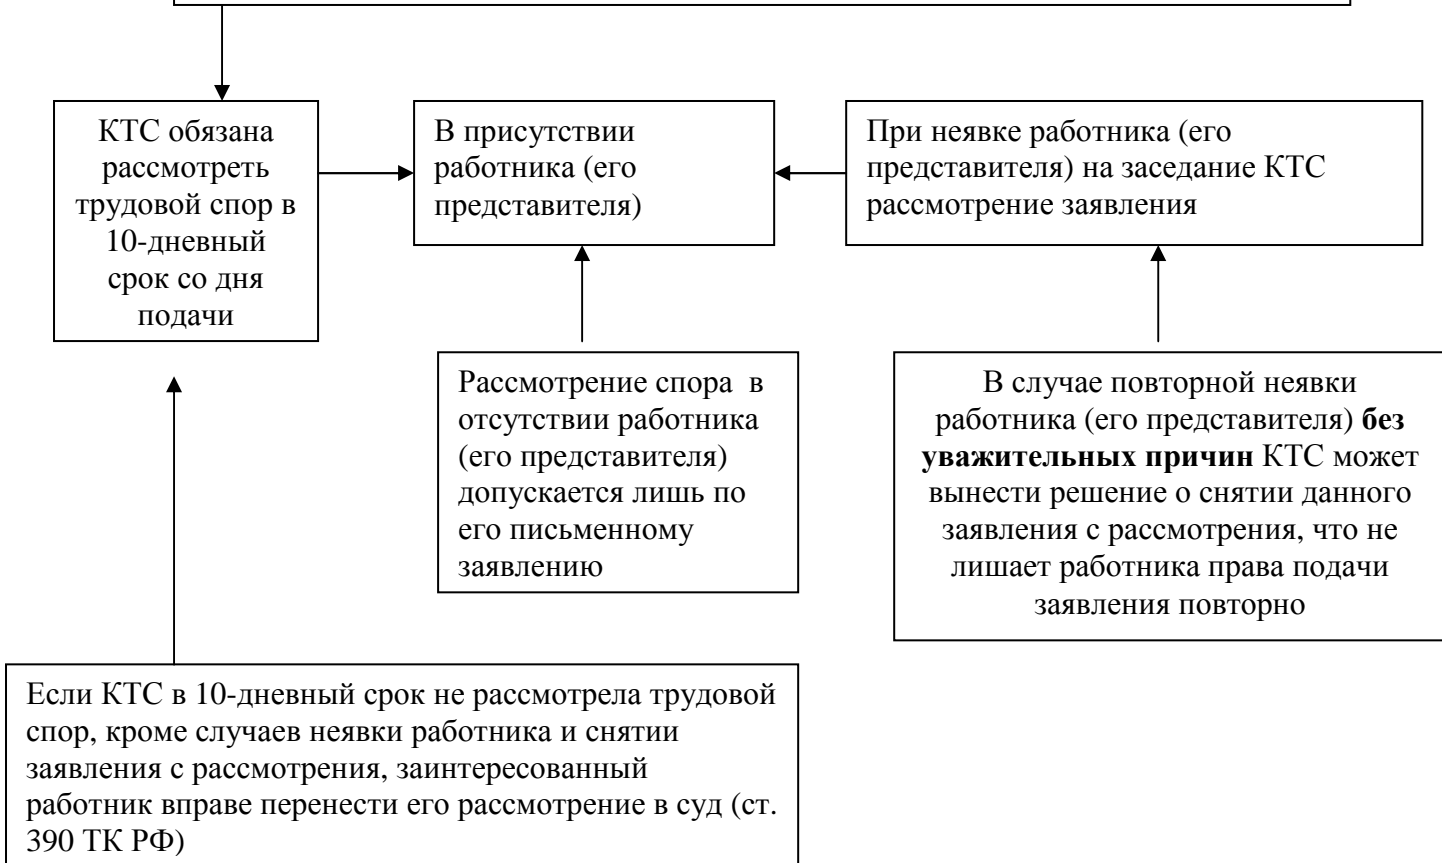 КТС обязана
рассмотреть
трудовой спор в
10-дневный
срок со дня
подачи
В присутствии
работника (его
представителя)
При неявке работника (его
представителя) на заседание КТС
рассмотрение заявления
Рассмотрение спора в
отсутствии работника
(его представителя)
допускается лишь по
его письменному
заявлению
В случае повторной неявки
работника (его представителя) без
уважительных причин КТС может
вынести решение о снятии данного
заявления с рассмотрения, что не
лишает работника права подачи
заявления повторно
Если КТС в 10-дневный срок не рассмотрела трудовой
спор, кроме случаев неявки работника и снятии
заявления с рассмотрения, заинтересованный
работник вправе перенести его рассмотрение в суд (ст.
390 ТК РФ)